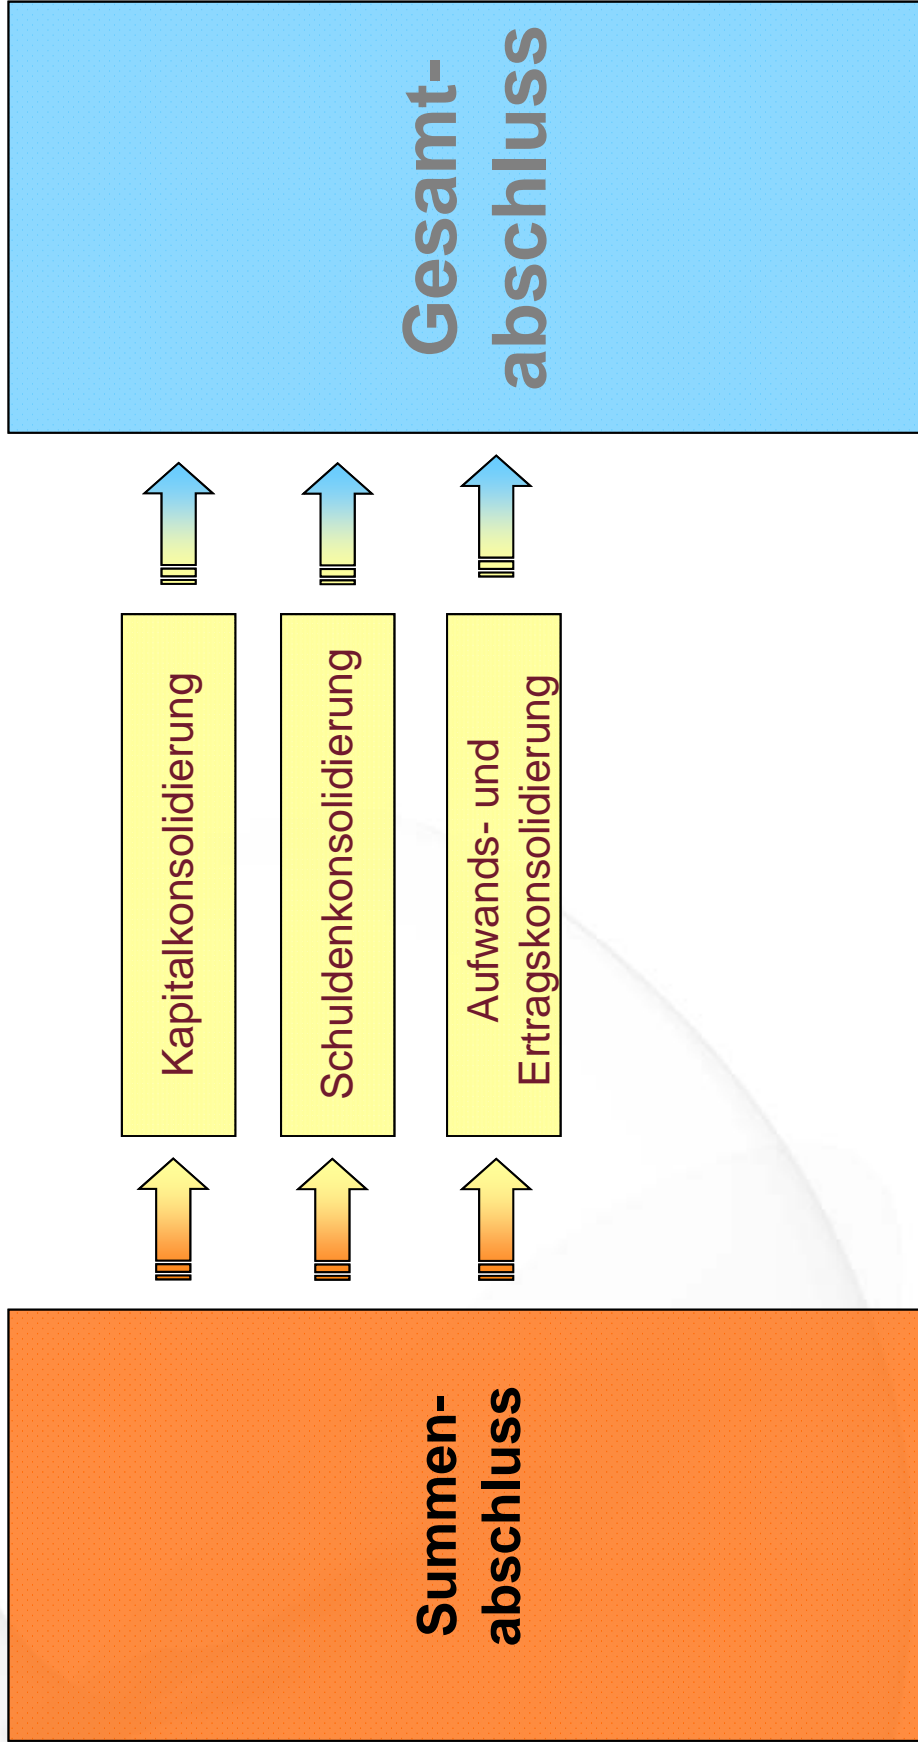 Summen-
abschluss
Kapitalkonsolidierung
Schuldenkonsolidierung
Aufwands- und
Ertragskonsolidierung
Gesamt-
abschluss